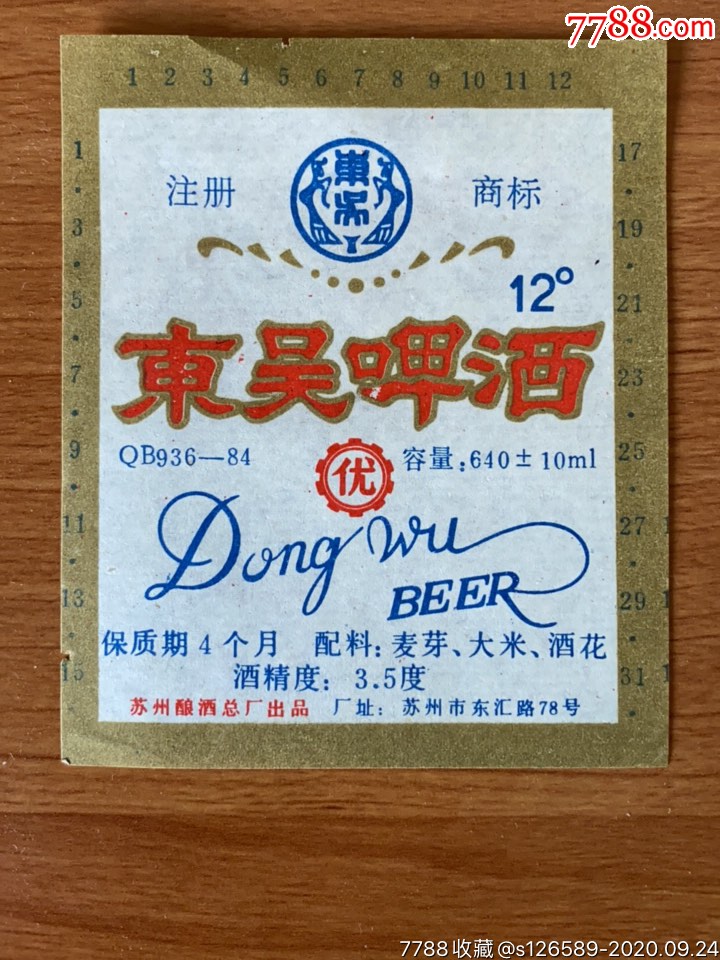 7788.com
1 2 3 4 5 6 7 8 9 10 11 12
1 · 3 · 5 · 7 · 9 · 11 · 13 · 15
17 · 19 · 21 · 23 · 25 · 27 · 29 · 31
注册 東吴 商标
12°
東吴啤酒
QB936—84 优 容量:640±10ml
Dong Wu
BEER
保质期4个月 配料:麦芽、大米、酒花
酒精度:3.5度
苏州酿酒总厂出品 厂址:苏州市东汇路78号
7788收藏@s126589-2020.09.24